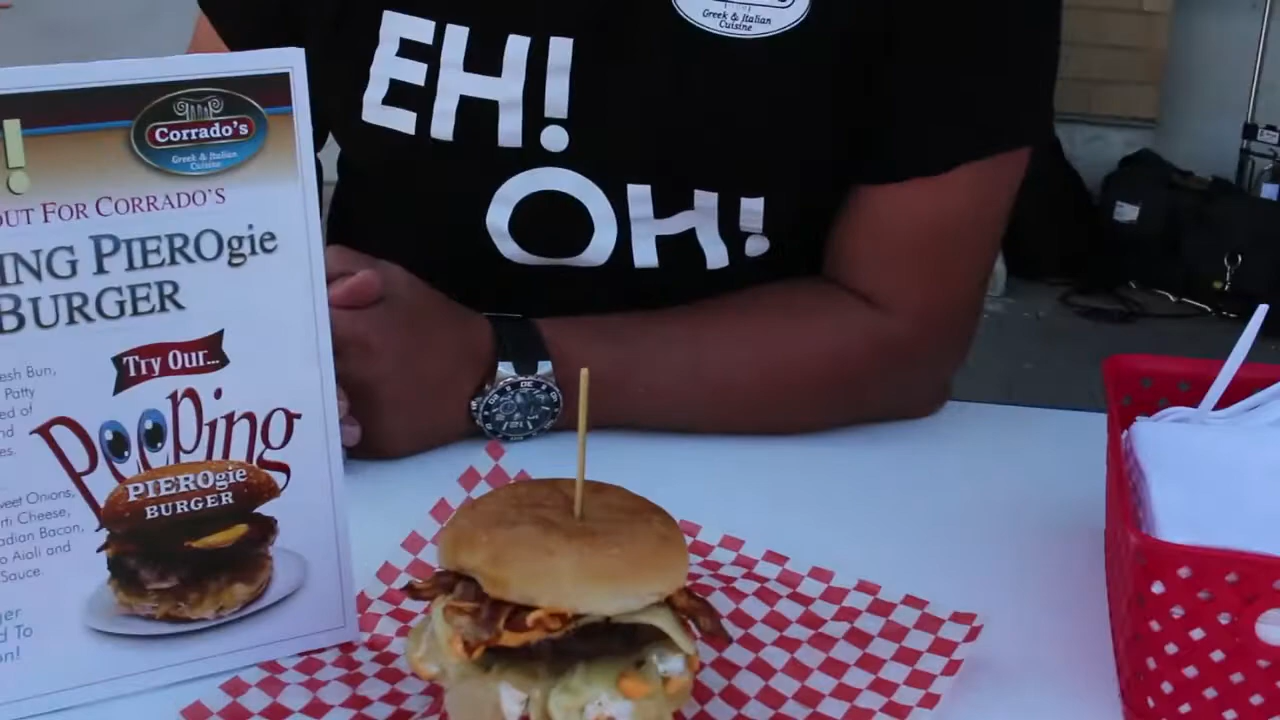 Greek & Italian
Cuisine
EH!
OH!
!
Corrado's
Greek & Italian
Cuisine
OUT FOR CORRADO'S
ING PIEROgie
BURGER
Try Our...
Peeping
PIEROgie
BURGER
esh Bun,
Patty
ed of
nd
es.
weet Onions,
rti Cheese,
adian Bacon,
o Aioli and
Sauce.
ger
d To
on!